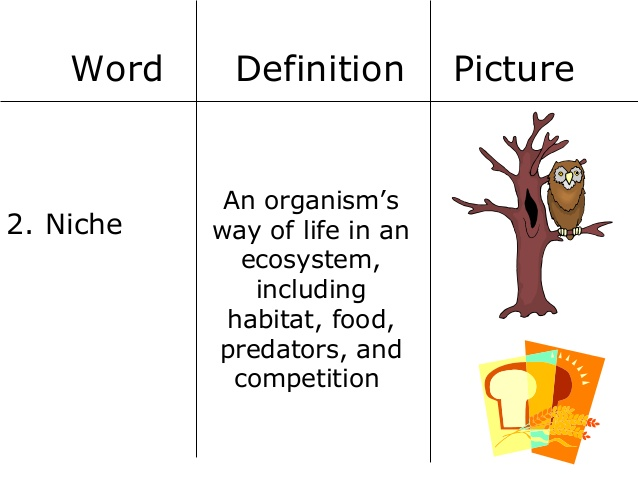 Word
Definition
Picture
2. Niche
An organism’s
way of life in an
ecosystem,
including
habitat, food,
predators, and
competition